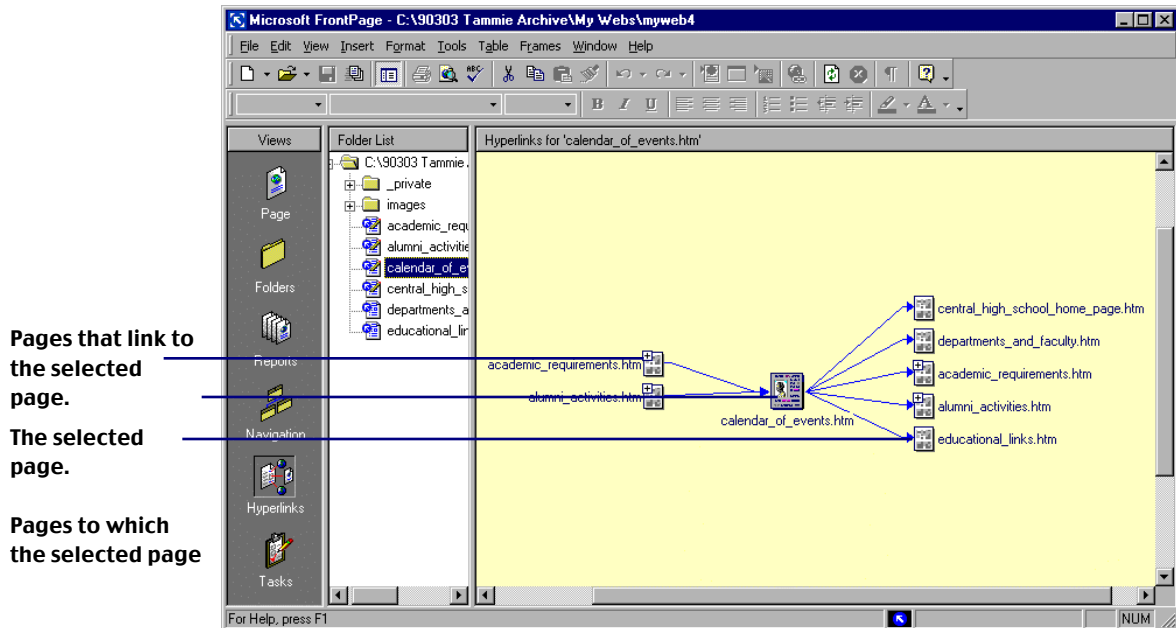 Microsoft FrontPage - C:\90303 Tammie Archive\My Webs\myweb4
File Edit View Insert Format Tools Table Frames Window Help
B I U
Views
Folder List
Hyperlinks for 'calendar_of_events.htm'
C:\90303 Tammie
_private
images
academic_requ
alumni_activitie
calendar_of_e
central_high_s
departments_a
educational_lin
Page
Folders
Reports
Navigation
Hyperlinks
Tasks
Pages that link to
the selected
page.
The selected
page.
Pages to which
the selected page
academic_requirements.htm
alumni_activities.htm
calendar_of_events.htm
central_high_school_home_page.htm
departments_and_faculty.htm
academic_requirements.htm
alumni_activities.htm
educational_links.htm
For Help, press F1
NUM